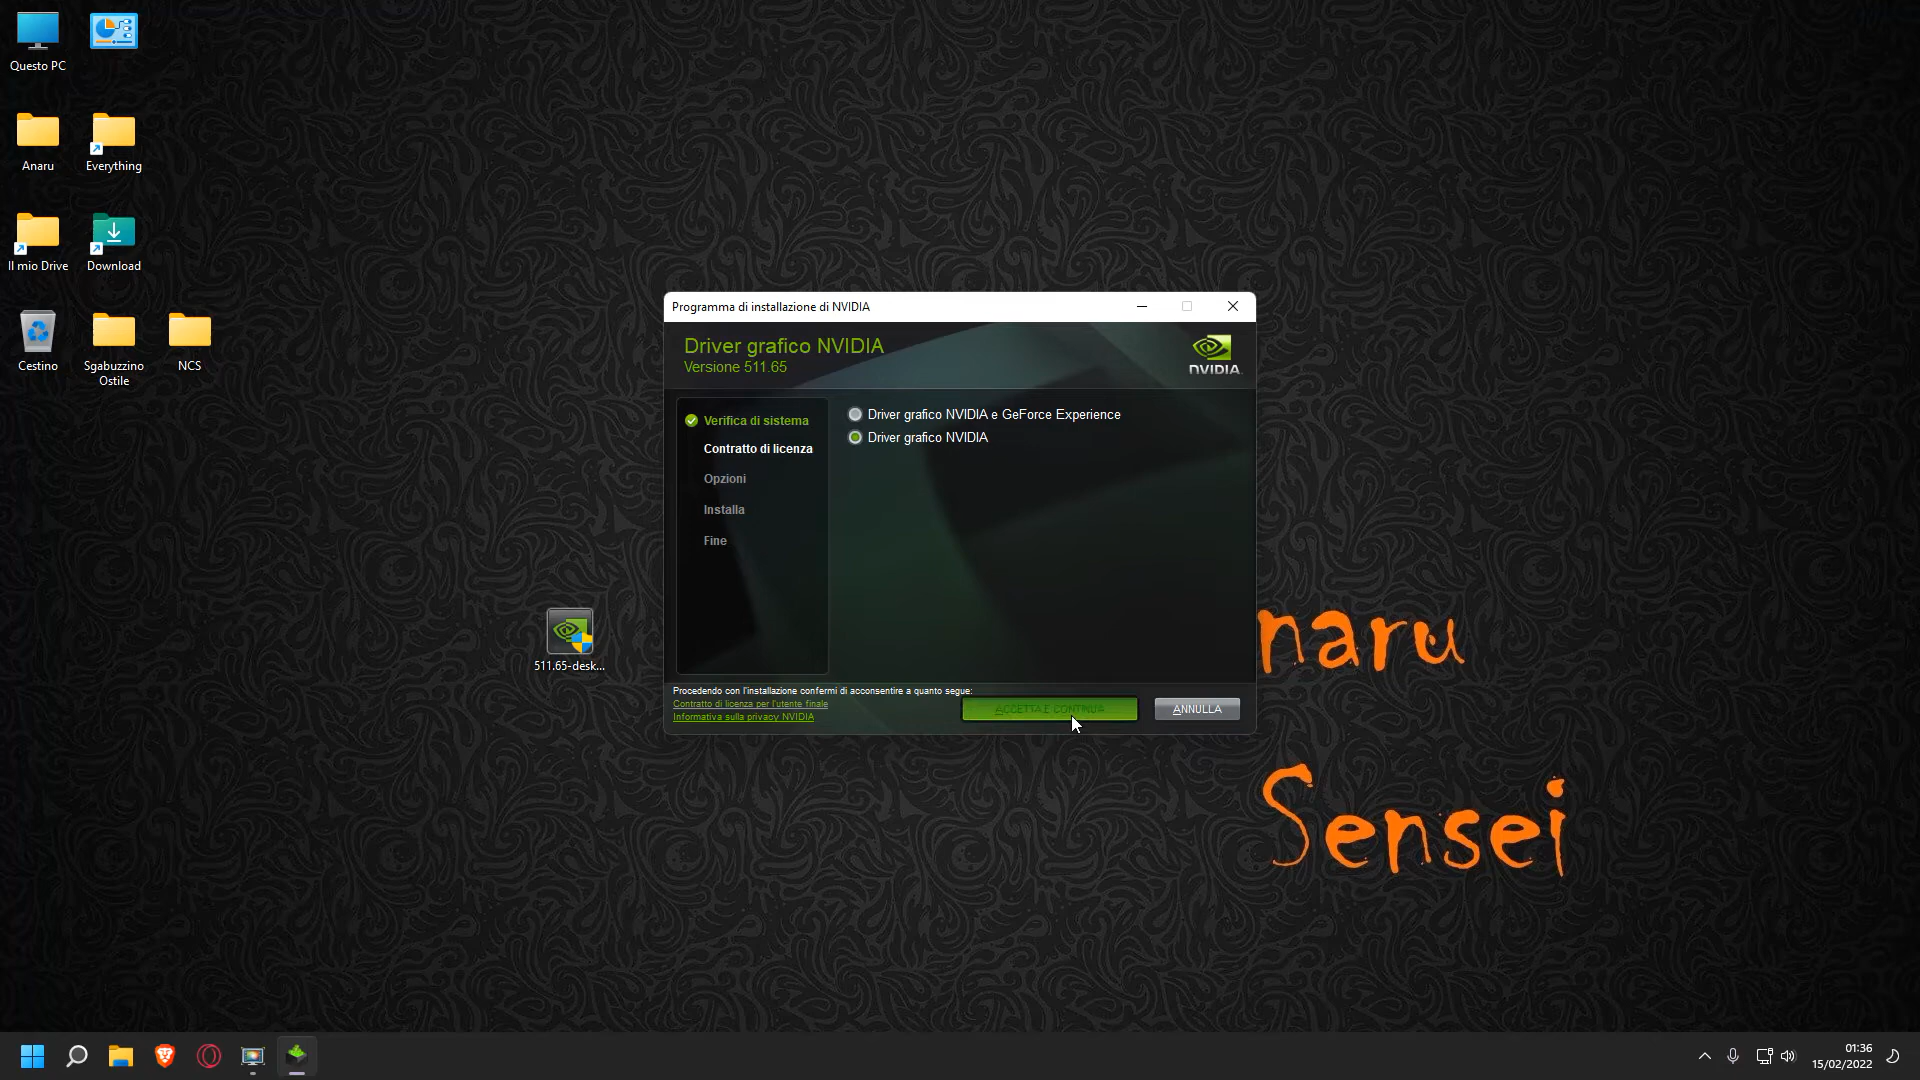 Questo PC
Anaru
Everything
Il mio Drive
Download
Cestino
Sgabuzzino
Ostile
NCS
511.65-desk...
Programma di installazione di NVIDIA
Driver grafico NVIDIA
Versione 511.65
NVIDIA
Verifica di sistema
Contratto di licenza
Opzioni
Installa
Fine
Driver grafico NVIDIA e GeForce Experience
Driver grafico NVIDIA
Procedendo con l'installazione confermi di acconsentire a quanto segue:
Contratto di licenza per l'utente finale
Informativa sulla privacy NVIDIA
ACCETTA E CONTINUA
ANNULLA
naru
Sensei
01:36
15/02/2022